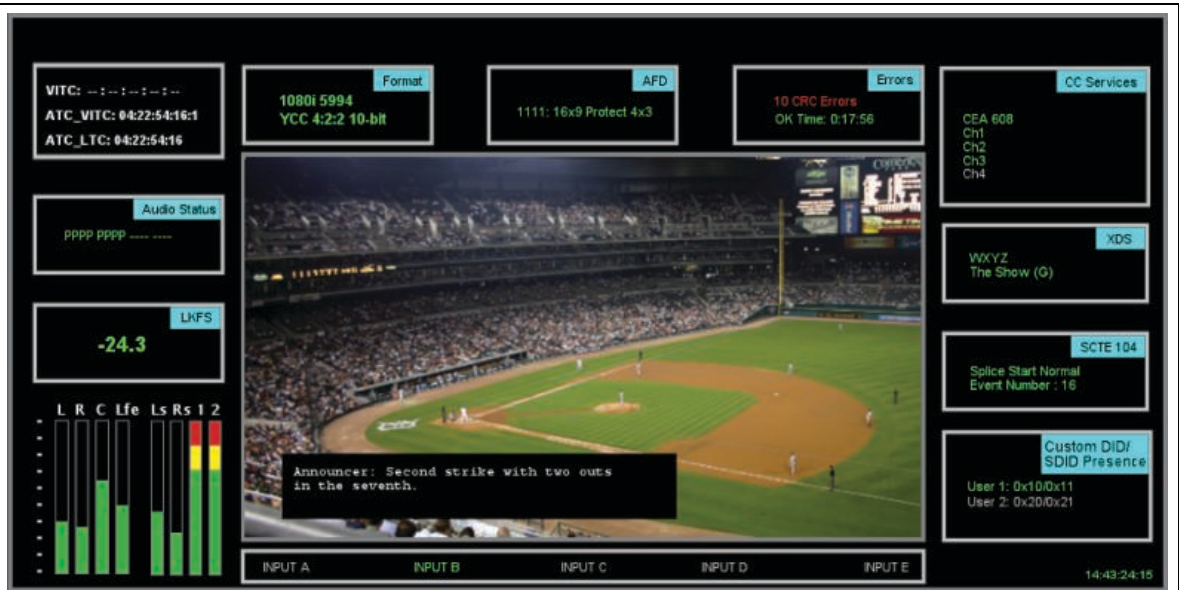 VITC: --:--:--:--:--
ATC_VITC: 04:22:54:16:1
ATC_LTC: 04:22:54:16
Format
1080i 5994
YCC 4:2:2 10-bit
AFD
1111: 16x9 Protect 4x3
Errors
10 CRC Errors
OK Time: 0:17:56
CC Services
CEA 608
Ch1
Ch2
Ch3
Ch4
Audio Status
PPPP PPPP ---- ----
XDS
WXYZ
The Show (G)
LKFS
-24.3
SCTE 104
Splice Start Normal
Event Number : 16
L R C Lfe Ls Rs 1 2
Custom DID/
SDID Presence
User 1: 0x10/0x11
User 2: 0x20/0x21
Announcer: Second strike with two outs
in the seventh.
INPUT A INPUT B INPUT C INPUT D INPUT E
14:43:24:15